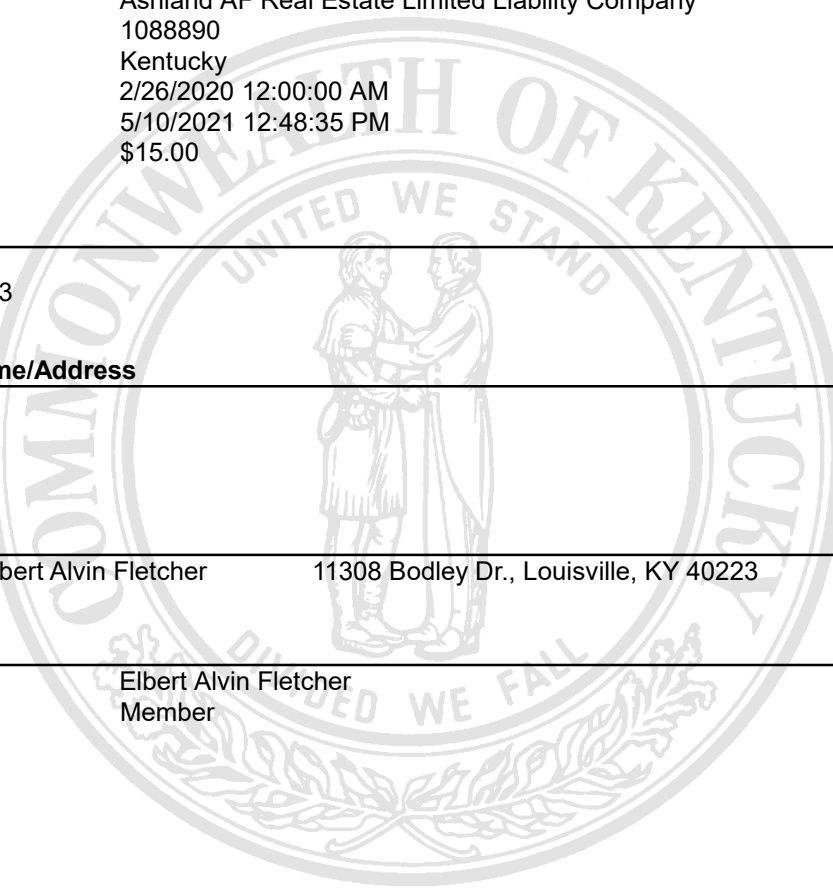 Ashland AF Real Estate Limited Liability Company
1088890
Kentucky
2/26/2020 12:00:00 AM
5/10/2021 12:48:35 PM
$15.00
3
me/Address
bert Alvin Fletcher 11308 Bodley Dr., Louisville, KY 40223
Elbert Alvin Fletcher
Member
COMMONWEALTH OF KENTUCKY
UNITED WE STAND
DIVIDED WE FALL